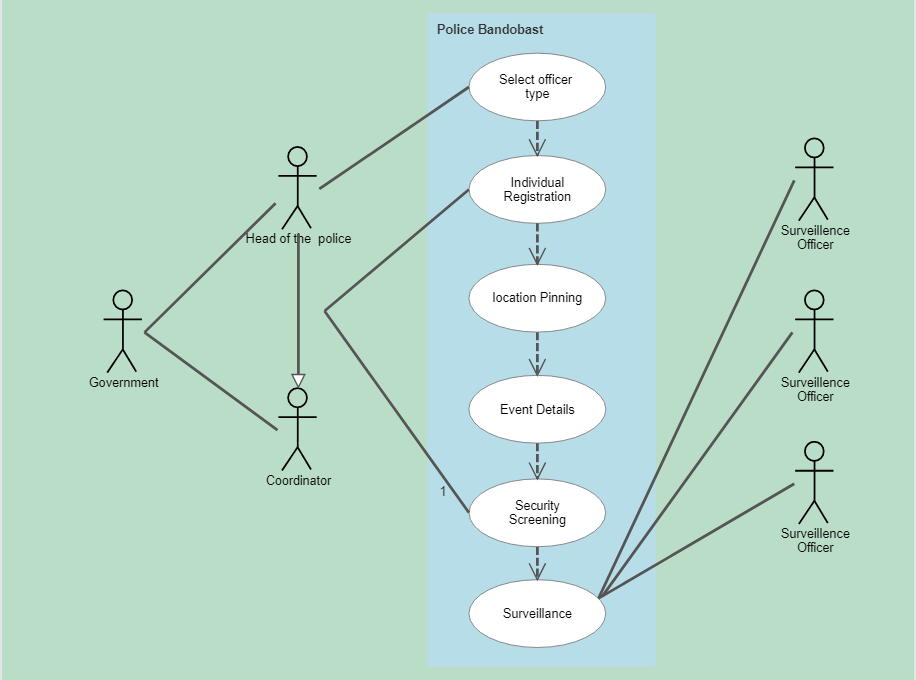 Police Bandobast
Select officer
type
Individual
Registration
location Pinning
Event Details
1
Security
Screening
Surveillance
Head of the  police
Government
Coordinator
Surveillence
Officer
Surveillence
Officer
Surveillence
Officer